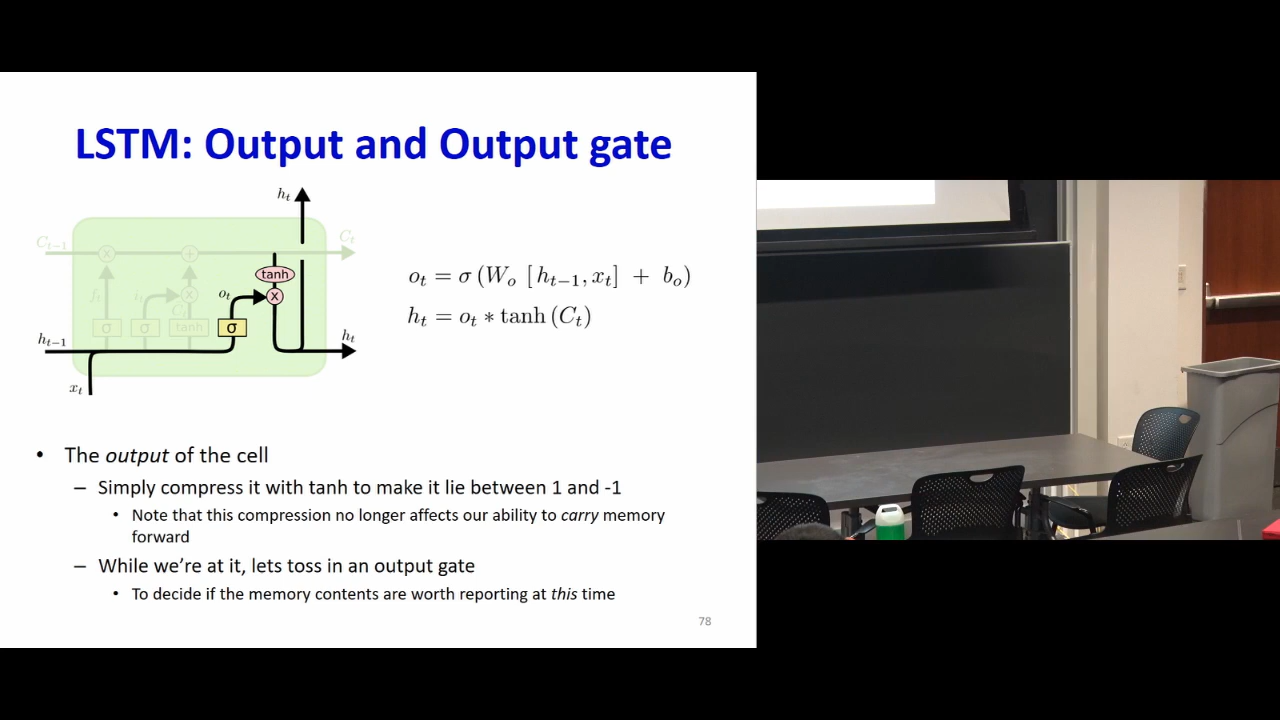 LSTM: Output and Output gate
h_t
C_{t-1}
C_t
x
+
tanh
f_t
i_t
x
o_t
x
σ
σ
tanh
σ
h_{t-1}
h_t
x_t
o_t = σ (W_o [h_{t-1}, x_t] + b_o)
h_t = o_t * tanh (C_t)
• The output of the cell
– Simply compress it with tanh to make it lie between 1 and -1
• Note that this compression no longer affects our ability to carry memory
forward
– While we’re at it, lets toss in an output gate
• To decide if the memory contents are worth reporting at this time
78